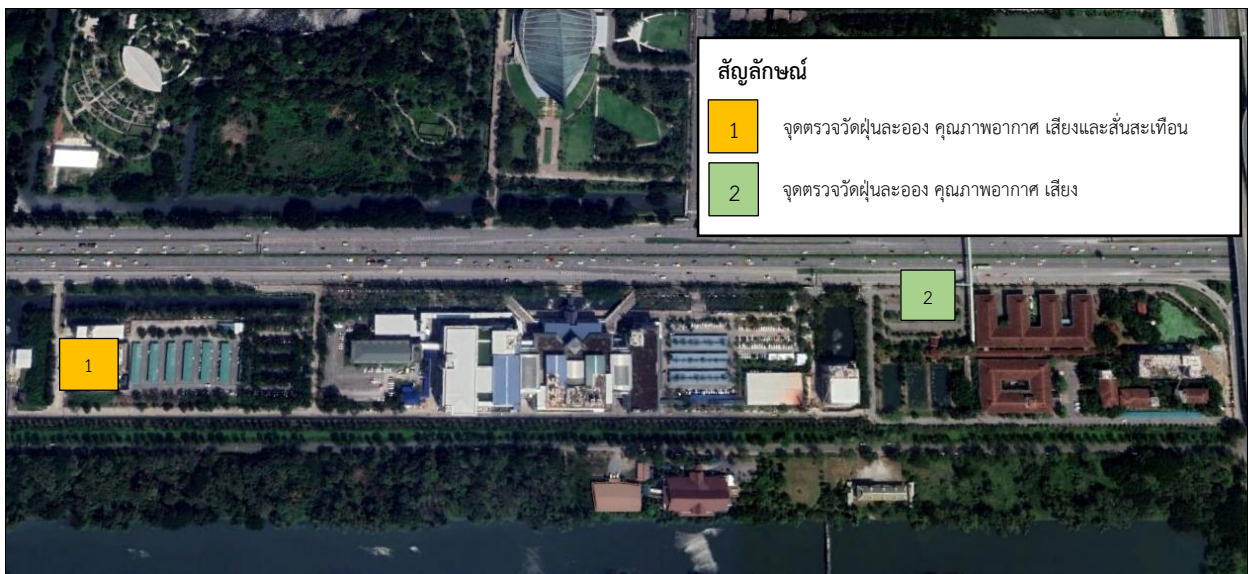 สัญลักษณ์
1 จุดตรวจวัดฝุ่นละออง คุณภาพอากาศ เสียงและสั่นสะเทือน
2 จุดตรวจวัดฝุ่นละออง คุณภาพอากาศ เสียง
2
1